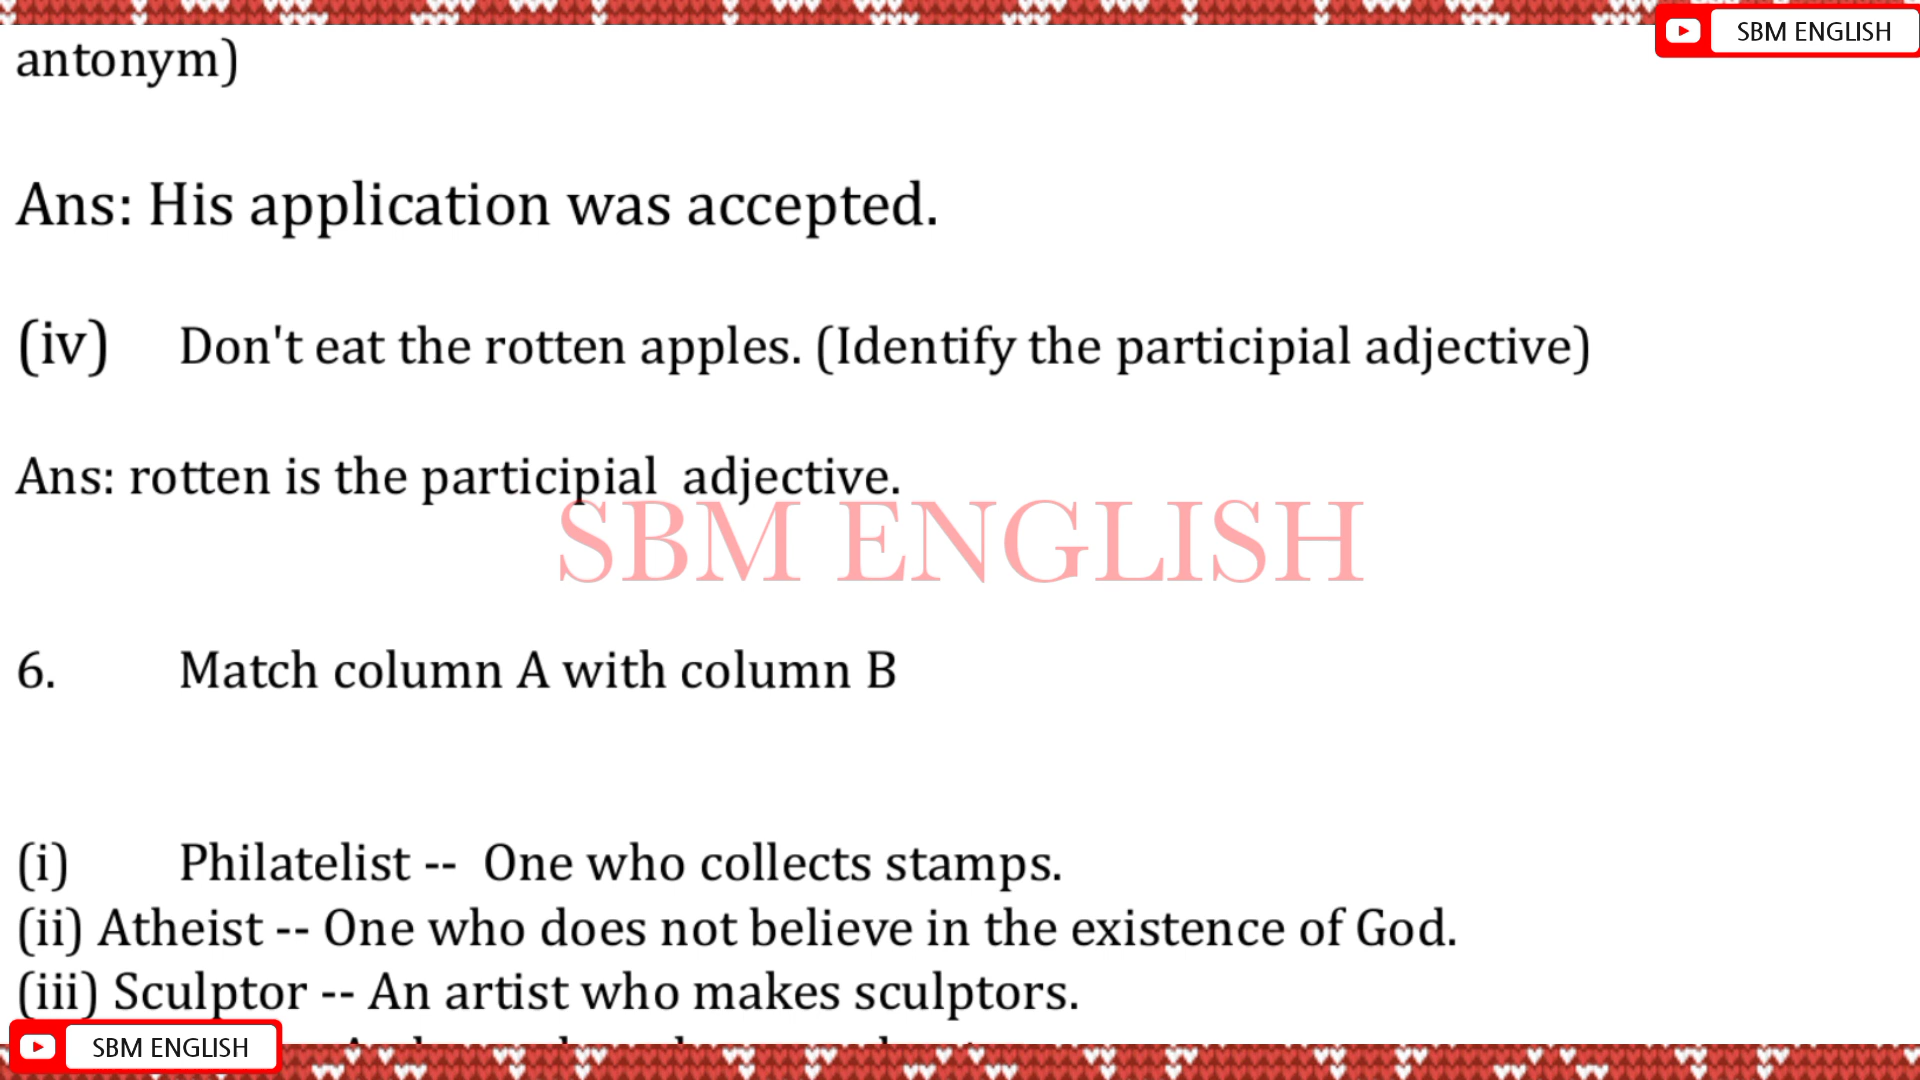 SBM ENGLISH
antonym)
Ans: His application was accepted.
(iv) Don't eat the rotten apples. (Identify the participial adjective)
Ans: rotten is the participial  adjective.
SBM ENGLISH
6. Match column A with column B
(i) Philatelist --  One who collects stamps.
(ii) Atheist -- One who does not believe in the existence of God.
(iii) Sculptor -- An artist who makes sculptors.
SBM ENGLISH